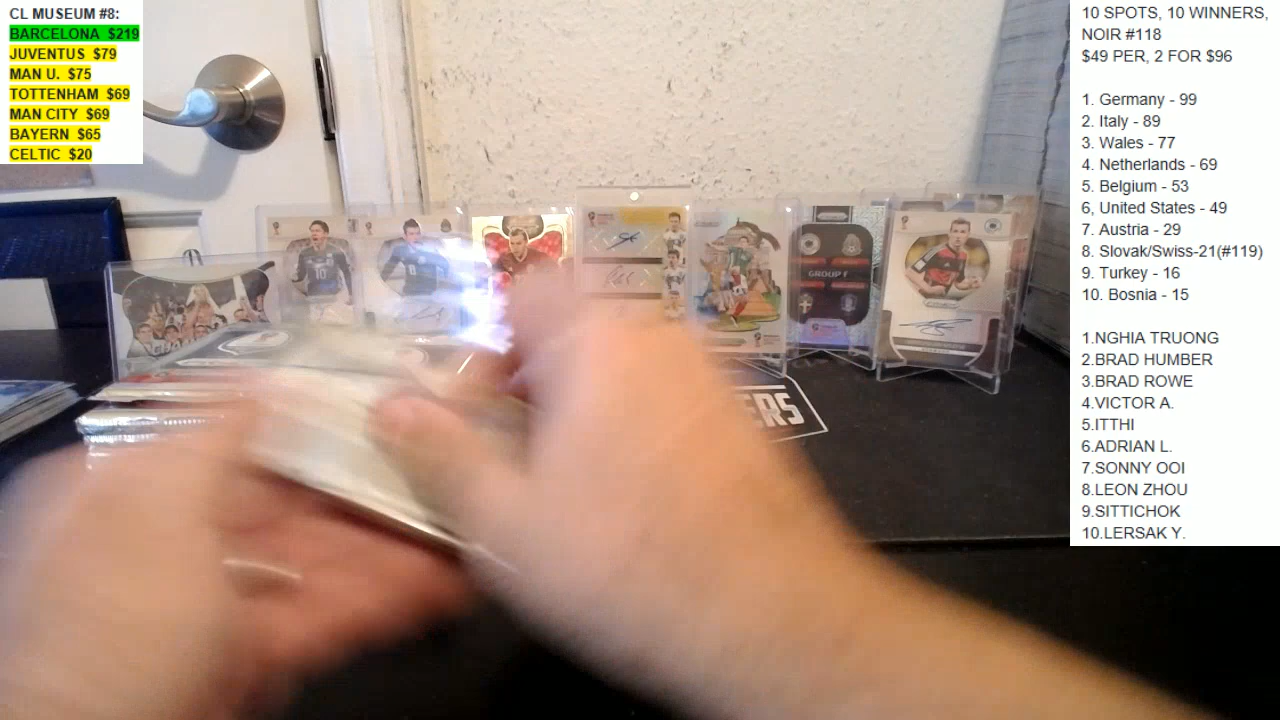 CL MUSEUM #8:
BARCELONA $219
JUVENTUS $79
MAN U. $75
TOTTENHAM $69
MAN CITY $69
BAYERN $65
CELTIC $20
10 SPOTS, 10 WINNERS,
NOIR #118
$49 PER, 2 FOR $96
1. Germany - 99
2. Italy - 89
3. Wales - 77
4. Netherlands - 69
5. Belgium - 53
6, United States - 49
7. Austria - 29
8. Slovak/Swiss-21(#119)
9. Turkey - 16
10. Bosnia - 15
1.NGHIA TRUONG
2.BRAD HUMBER
3.BRAD ROWE
4.VICTOR A.
5.ITTHI
6.ADRIAN L.
7.SONNY OOI
8.LEON ZHOU
9.SITTICHOK
10.LERSAK Y.
GROUP F